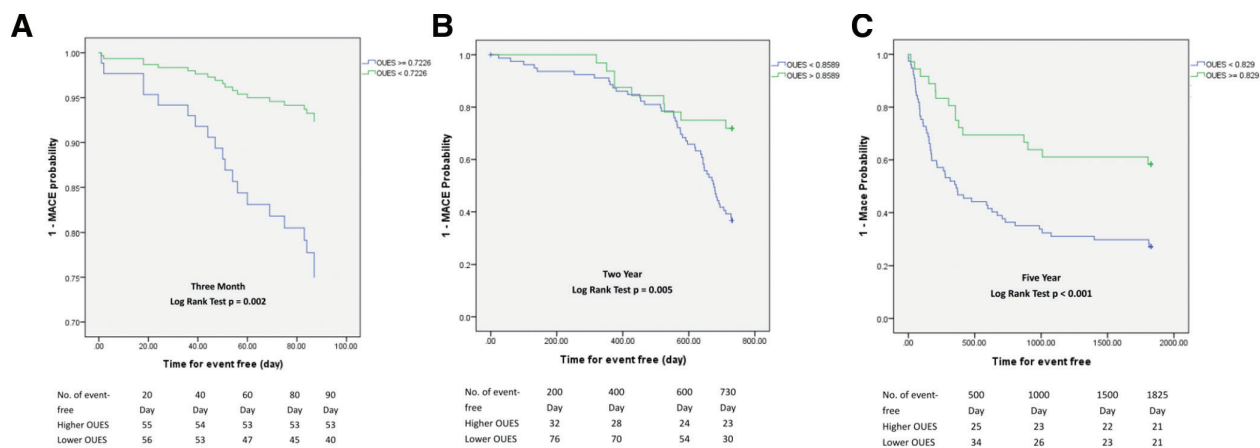 A
1.00
0.95
0.90
0.85
0.80
0.75
0.70
1 - MACE probability
OUES >= 0.7226
OUES < 0.7226
Three Month
Log Rank Test p = 0.002
.00 20.00 40.00 60.00 80.00 100.00
Time for event free (day)
No. of event- 20 40 60 80 90
free Day Day Day Day Day
Higher OUES 55 54 53 53 53
Lower OUES 56 53 47 45 40
B
1.0
0.8
0.6
0.4
0.2
0.0
1 - MACE Probability
OUES < 0.8589
OUES > 0.8589
Two Year
Log Rank Test p = 0.005
.00 200.00 400.00 600.00 800.00
Time for event free (day)
No. of event- 200 400 600 730
free Day Day Day Day
Higher OUES 32 28 24 23
Lower OUES 76 70 54 30
C
1.0
0.8
0.6
0.4
0.2
0.0
1 - Mace Probability
OUES < 0.829
OUES >= 0.829
Five Year
Log Rank Test p < 0.001
.00 500.00 1000.00 1500.00 2000.00
Time for event free
No. of event- 500 1000 1500 1825
free Day Day Day Day
Higher OUES 25 23 22 21
Lower OUES 34 26 23 21